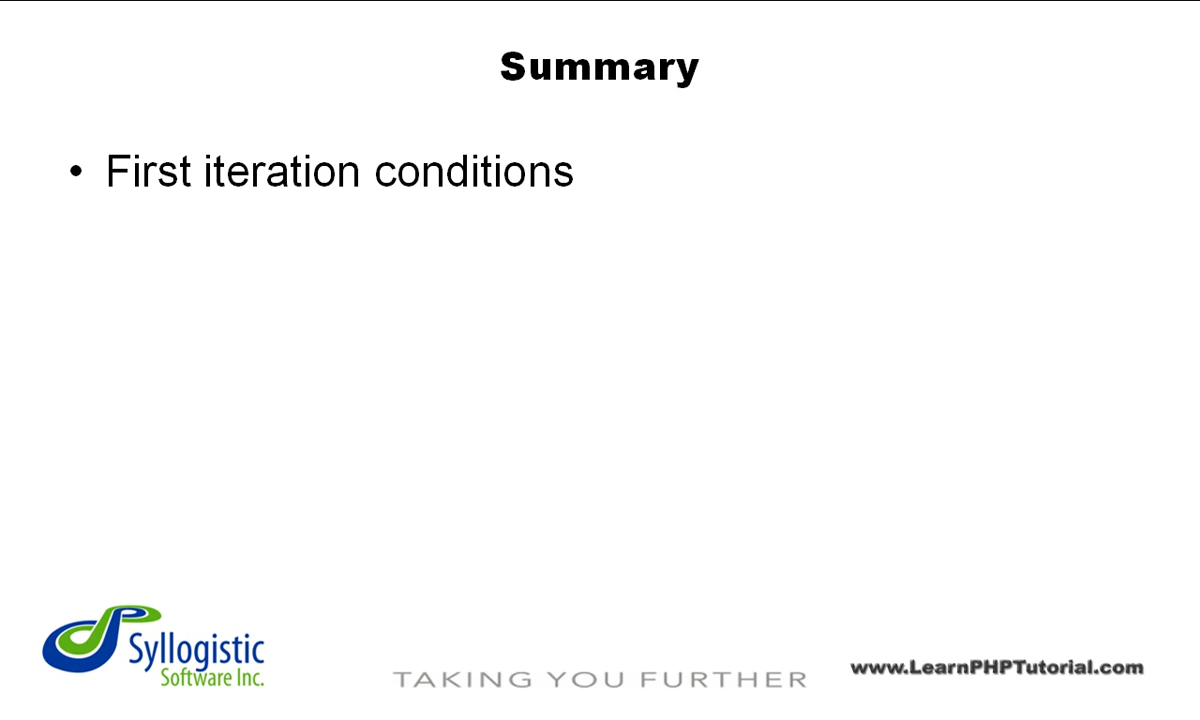 Summary
• First iteration conditions
Syllogistic
Software Inc.
TAKING YOU FURTHER
www.LearnPHPTutorial.com